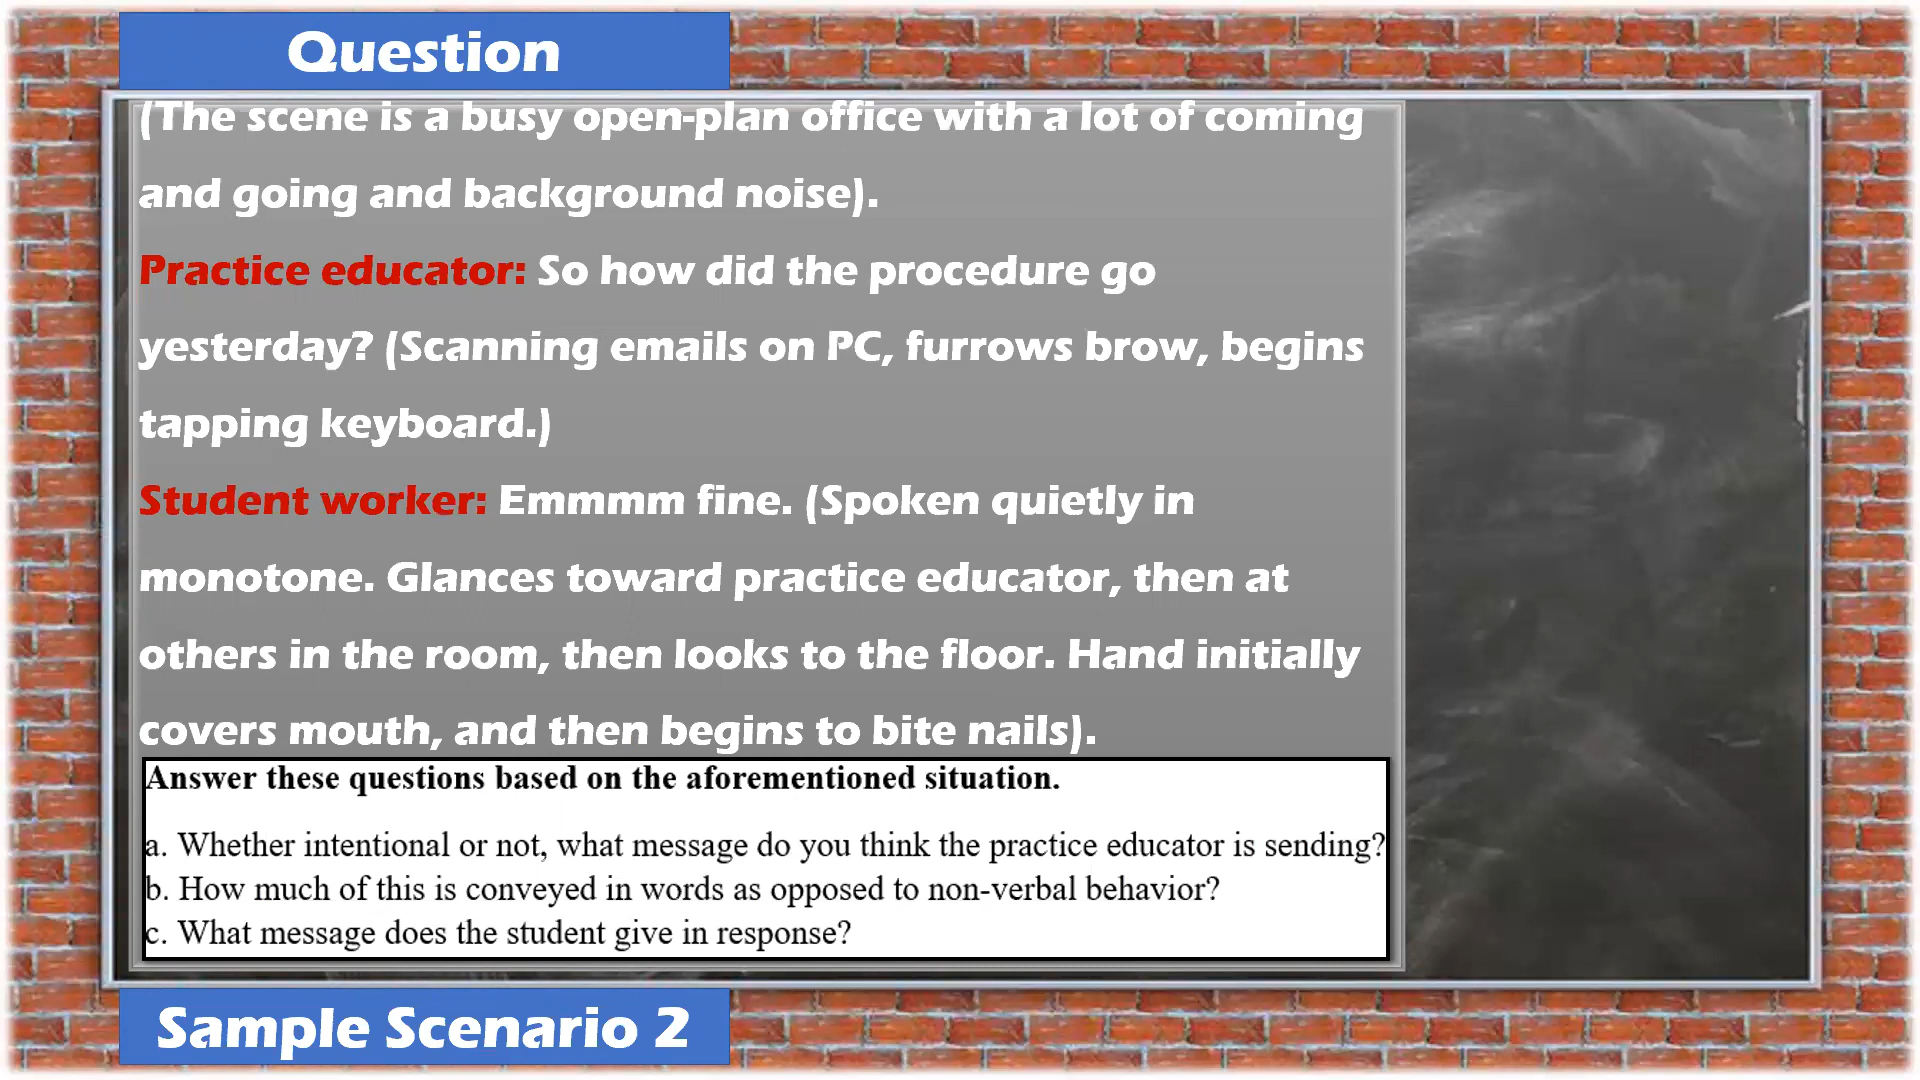 Question
(The scene is a busy open-plan office with a lot of coming
and going and background noise).
Practice educator: So how did the procedure go
yesterday? (Scanning emails on PC, furrows brow, begins
tapping keyboard.)
Student worker: Emmmm fine. (Spoken quietly in
monotone. Glances toward practice educator, then at
others in the room, then looks to the floor. Hand initially
covers mouth, and then begins to bite nails).
Answer these questions based on the aforementioned situation.
a. Whether intentional or not, what message do you think the practice educator is sending?
b. How much of this is conveyed in words as opposed to non-verbal behavior?
c. What message does the student give in response?
Sample Scenario 2